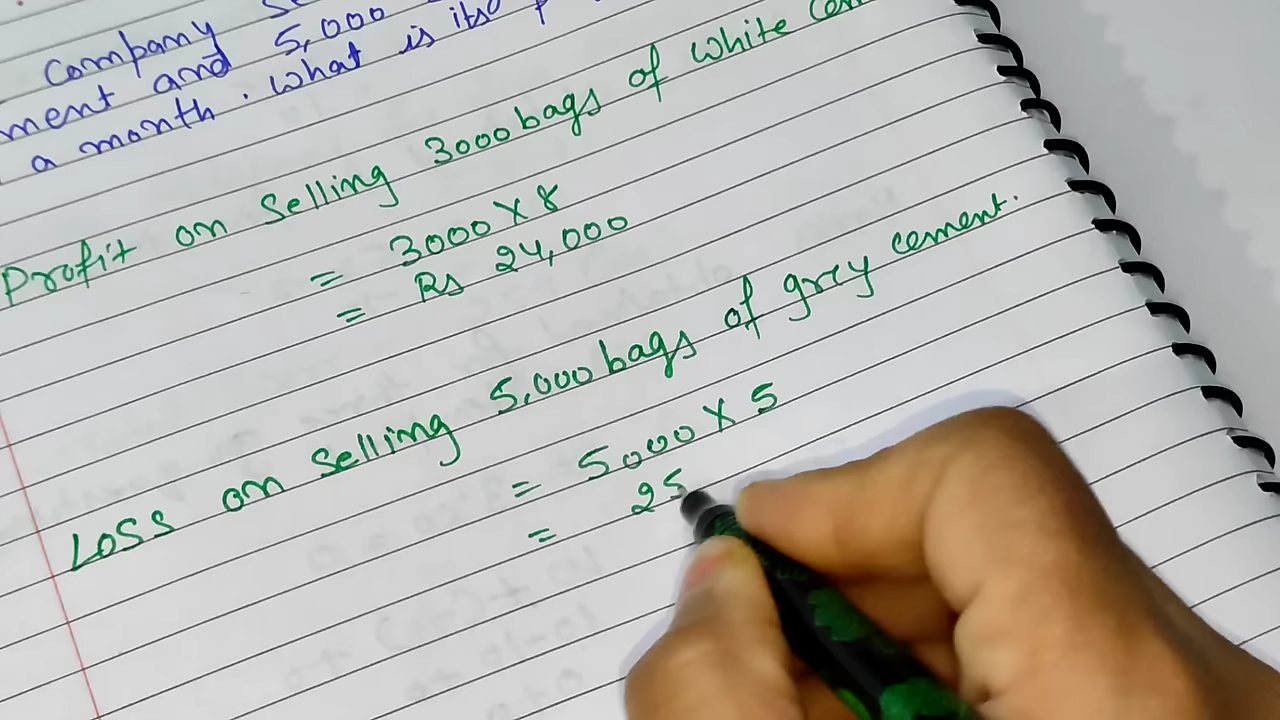 Company
ment and 5,000
a month. What is its
Profit on selling 3000 bags of white
= 3000 X 8
= Rs 24,000
Loss on selling 5,000 bags of grey cement.
= 5000 X 5
= 25